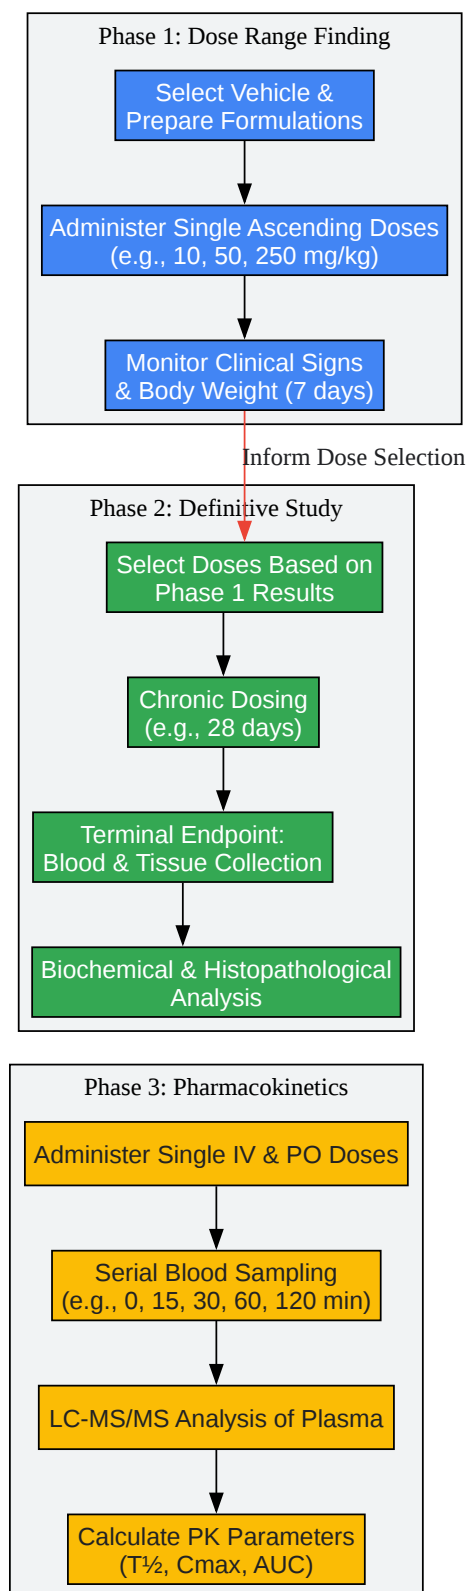 Phase 1: Dose Range Finding
Select Vehicle &
Prepare Formulations
Administer Single Ascending Doses
(e.g., 10, 50, 250 mg/kg)
Monitor Clinical Signs
& Body Weight (7 days)
Inform Dose Selection
Phase 2: Definitive Study
Select Doses Based on
Phase 1 Results
Chronic Dosing
(e.g., 28 days)
Terminal Endpoint:
Blood & Tissue Collection
Biochemical & Histopathological
Analysis
Phase 3: Pharmacokinetics
Administer Single IV & PO Doses
Serial Blood Sampling
(e.g., 0, 15, 30, 60, 120 min)
LC-MS/MS Analysis of Plasma
Calculate PK Parameters
(T½, Cmax, AUC)